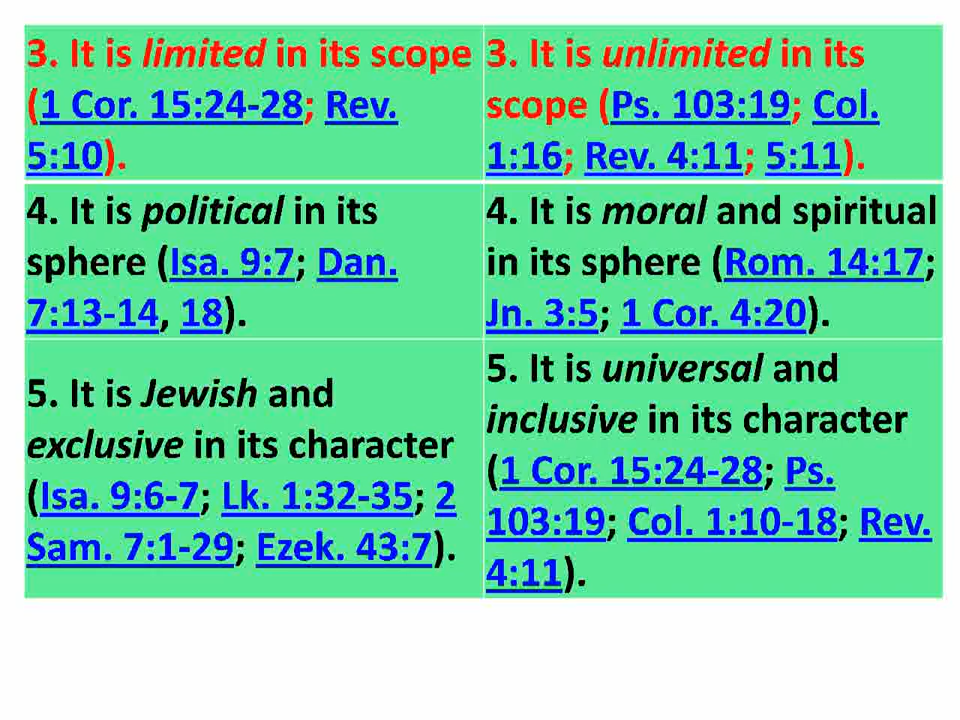 3. It is limited in its scope
(1 Cor. 15:24-28; Rev.
5:10).
3. It is unlimited in its
scope (Ps. 103:19; Col.
1:16; Rev. 4:11; 5:11).
4. It is political in its
sphere (Isa. 9:7; Dan.
7:13-14, 18).
4. It is moral and spiritual
in its sphere (Rom. 14:17;
Jn. 3:5; 1 Cor. 4:20).
5. It is Jewish and
exclusive in its character
(Isa. 9:6-7; Lk. 1:32-35; 2
Sam. 7:1-29; Ezek. 43:7).
5. It is universal and
inclusive in its character
(1 Cor. 15:24-28; Ps.
103:19; Col. 1:10-18; Rev.
4:11).